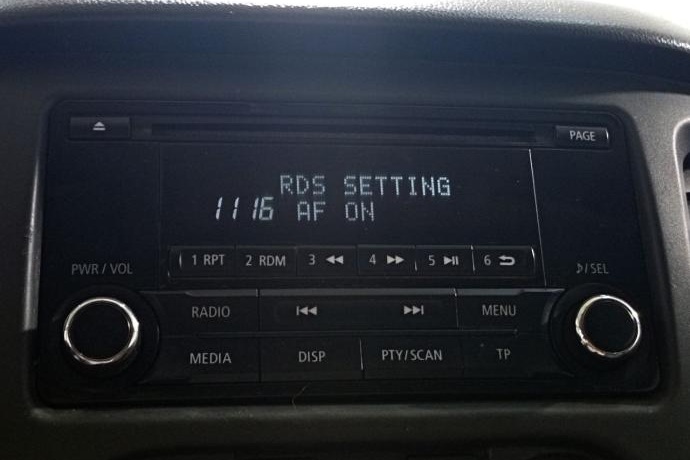 PAGE
RDS SETTING
1116 AF ON
1 RPT 2 RDM 3 4 5 6
PWR / VOL
/SEL
RADIO MENU
MEDIA DISP PTY/SCAN TP